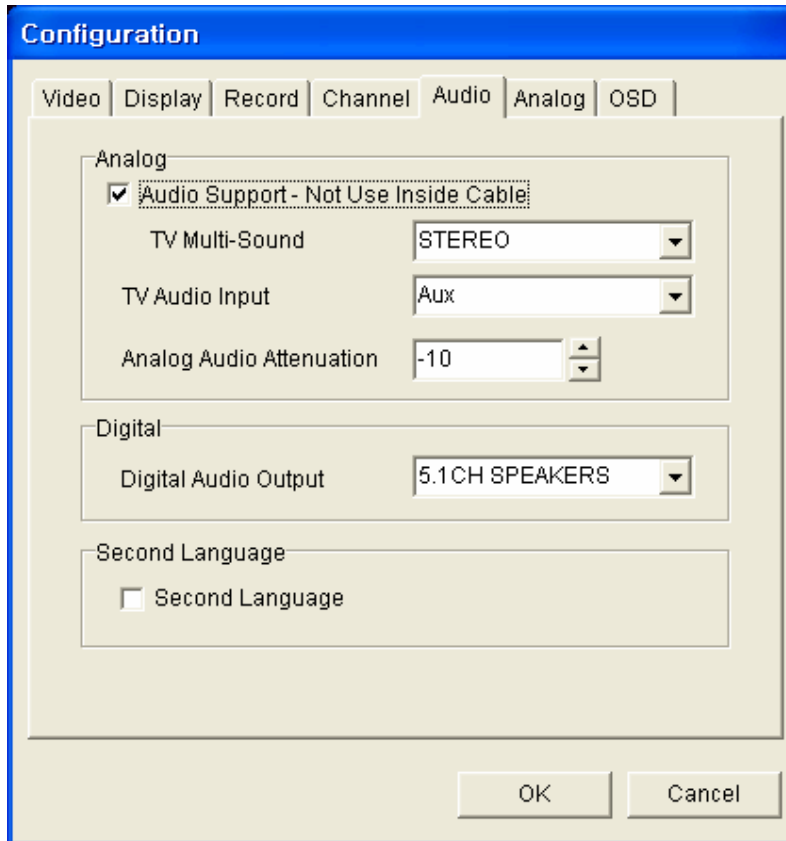 Configuration
Video Display Record Channel Audio Analog OSD
Analog
Audio Support - Not Use Inside Cable
TV Multi-Sound STEREO
TV Audio Input Aux
Analog Audio Attenuation -10
Digital
Digital Audio Output 5.1CH SPEAKERS
Second Language
Second Language
OK Cancel